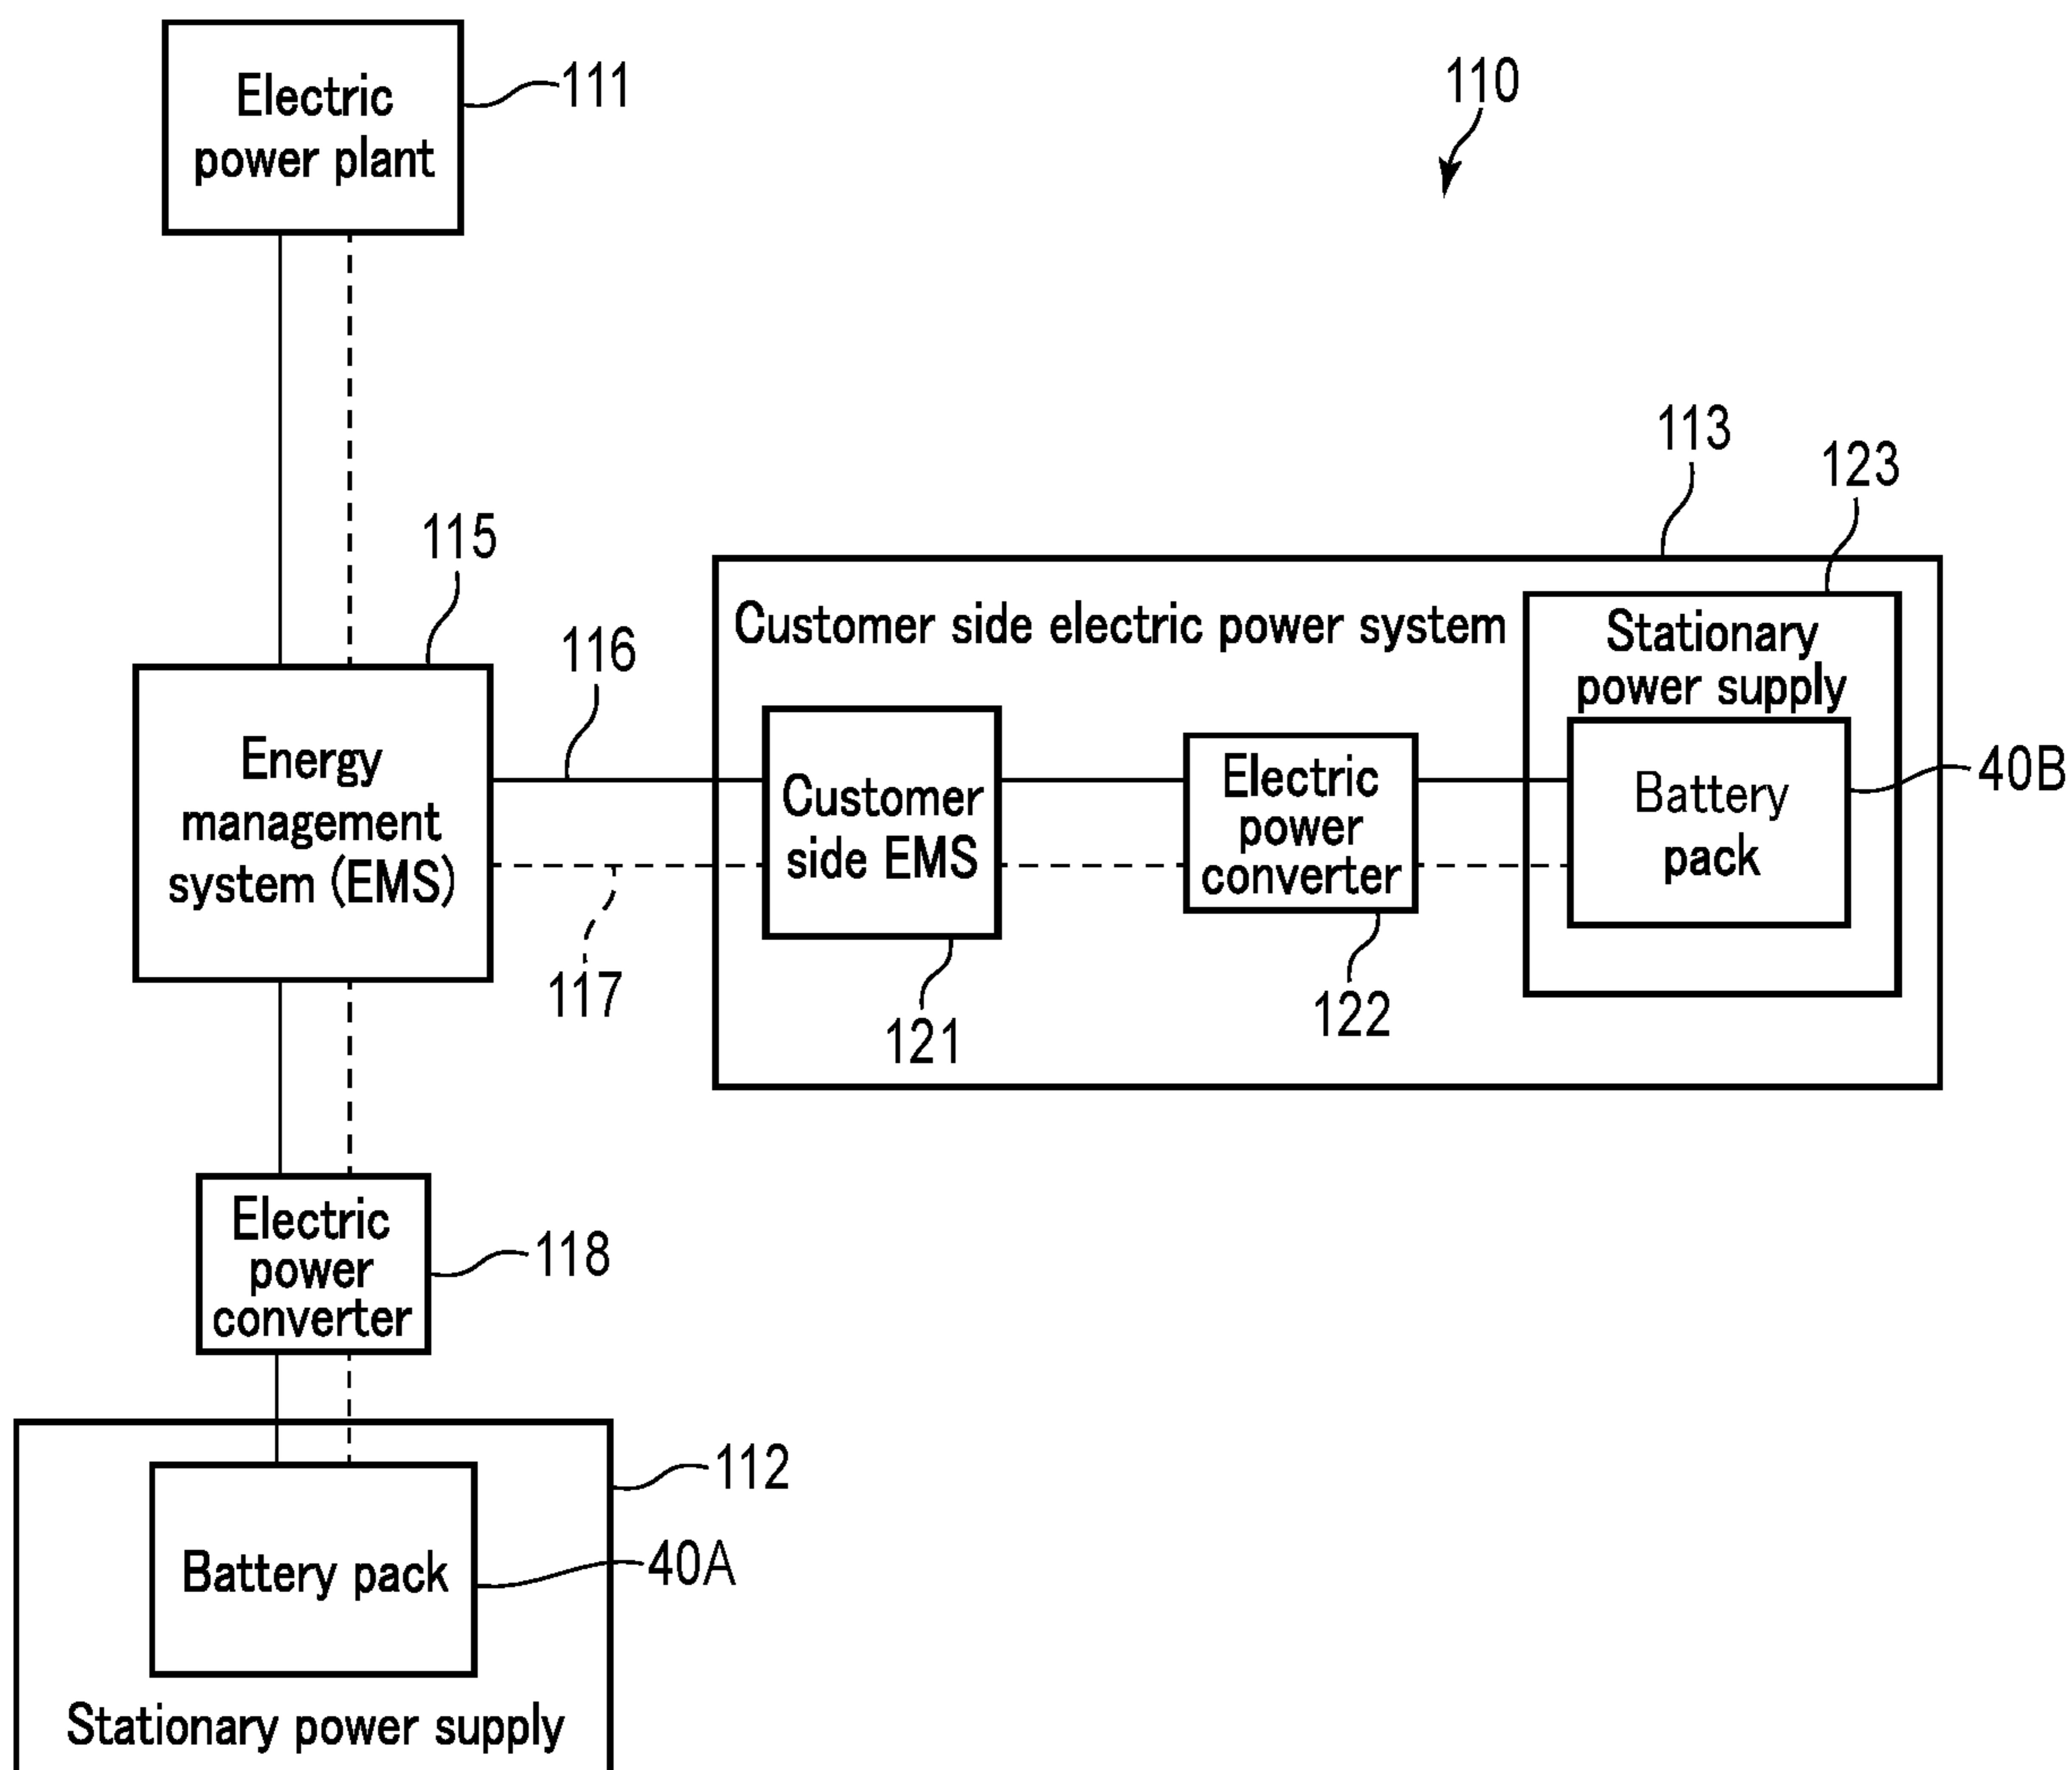 Electric
power plant
111
110
113
123
115
116
Customer side electric power system
Stationary
power supply
Energy
management
system (EMS)
Customer
side EMS
Electric
power
converter
Battery
pack
40B
117
121
122
Electric
power
converter
118
112
Battery pack
40A
Stationary power supply